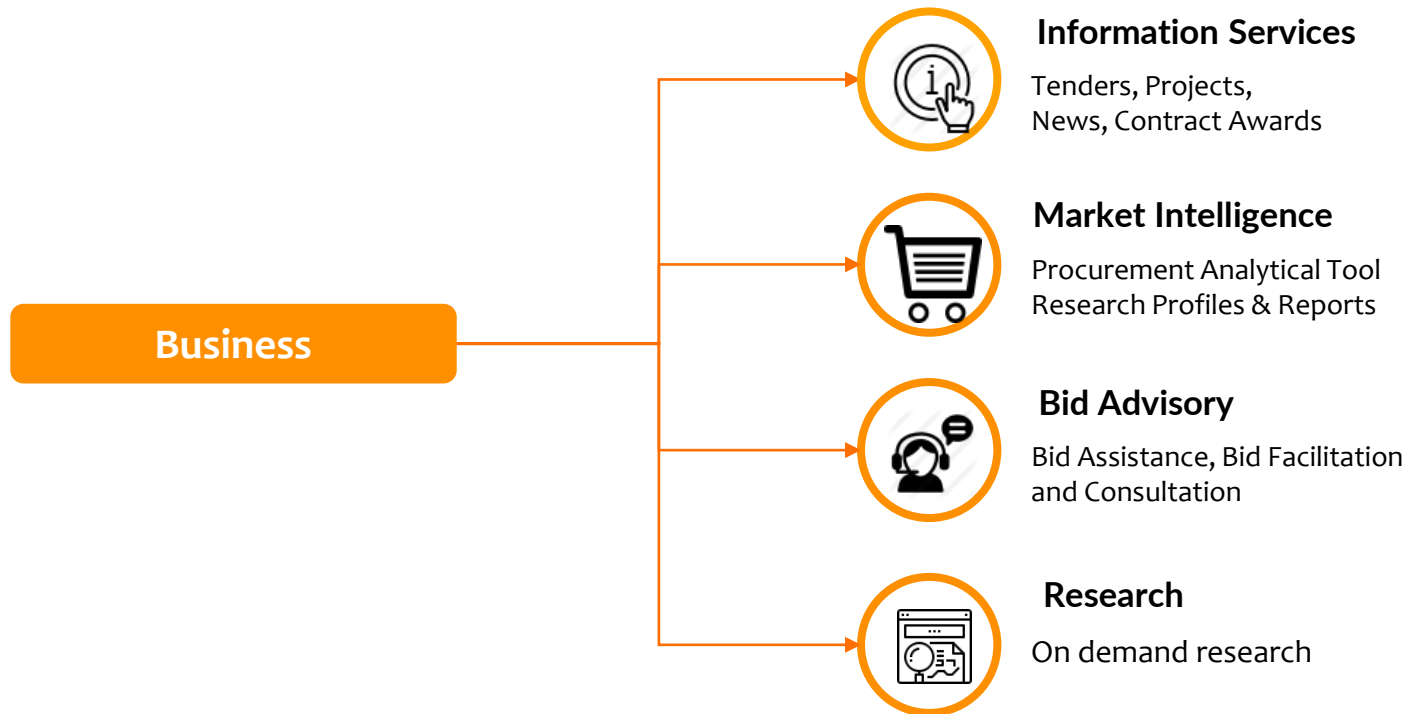 Information Services
Tenders, Projects,
News, Contract Awards
Market Intelligence
Procurement Analytical Tool
Research Profiles & Reports
Business
Bid Advisory
Bid Assistance, Bid Facilitation
and Consultation
Research
On demand research